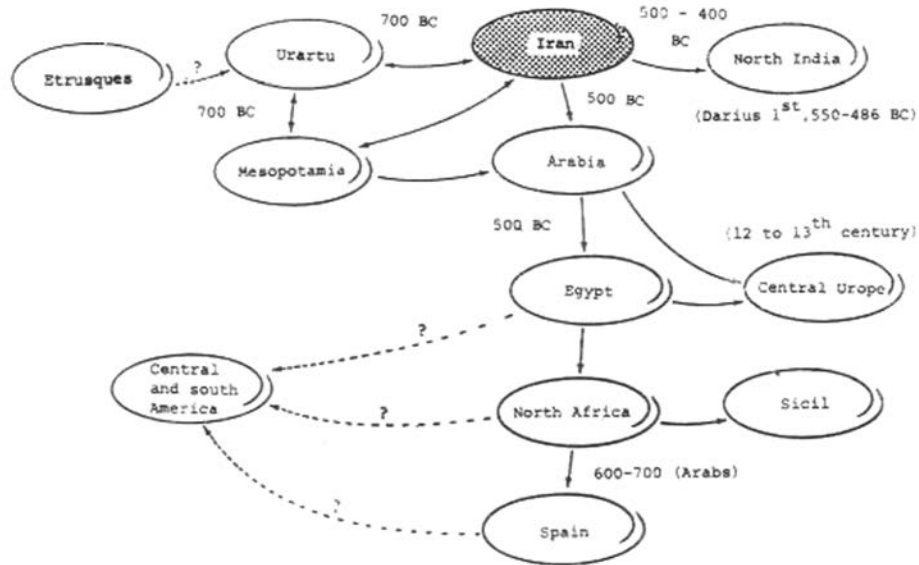 700 BC
500 - 400
BC
Iran
Urartu
North India
Etrusques
?
700 BC
500 BC
(Darius 1st,550-486 BC)
Mesopotamia
Arabia
500 BC
(12 to 13th century)
Egypt
Central Urope
?
Central
and south
America
?
North Africa
Sicil
600-700 (Arabs)
?
Spain